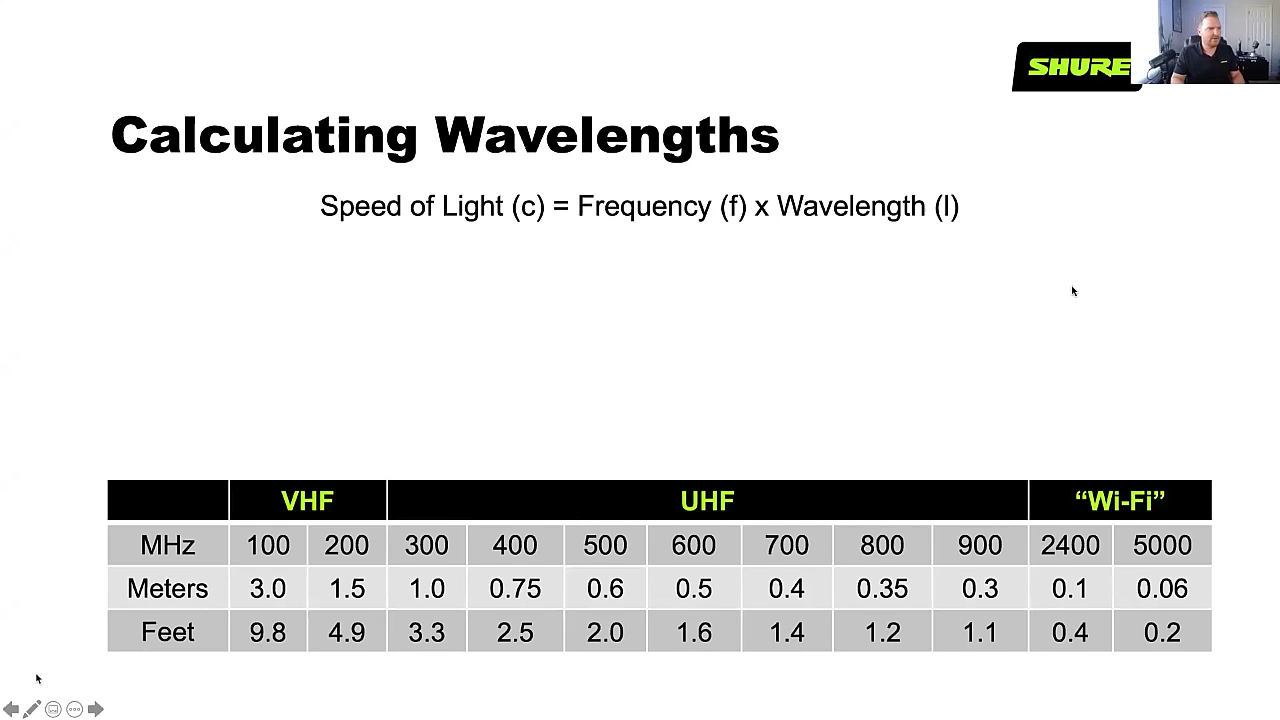 SHURE
Calculating Wavelengths
Speed of Light (c) = Frequency (f) x Wavelength (l)
VHF UHF “Wi-Fi”
MHz 100 200 300 400 500 600 700 800 900 2400 5000
Meters 3.0 1.5 1.0 0.75 0.6 0.5 0.4 0.35 0.3 0.1 0.06
Feet 9.8 4.9 3.3 2.5 2.0 1.6 1.4 1.2 1.1 0.4 0.2